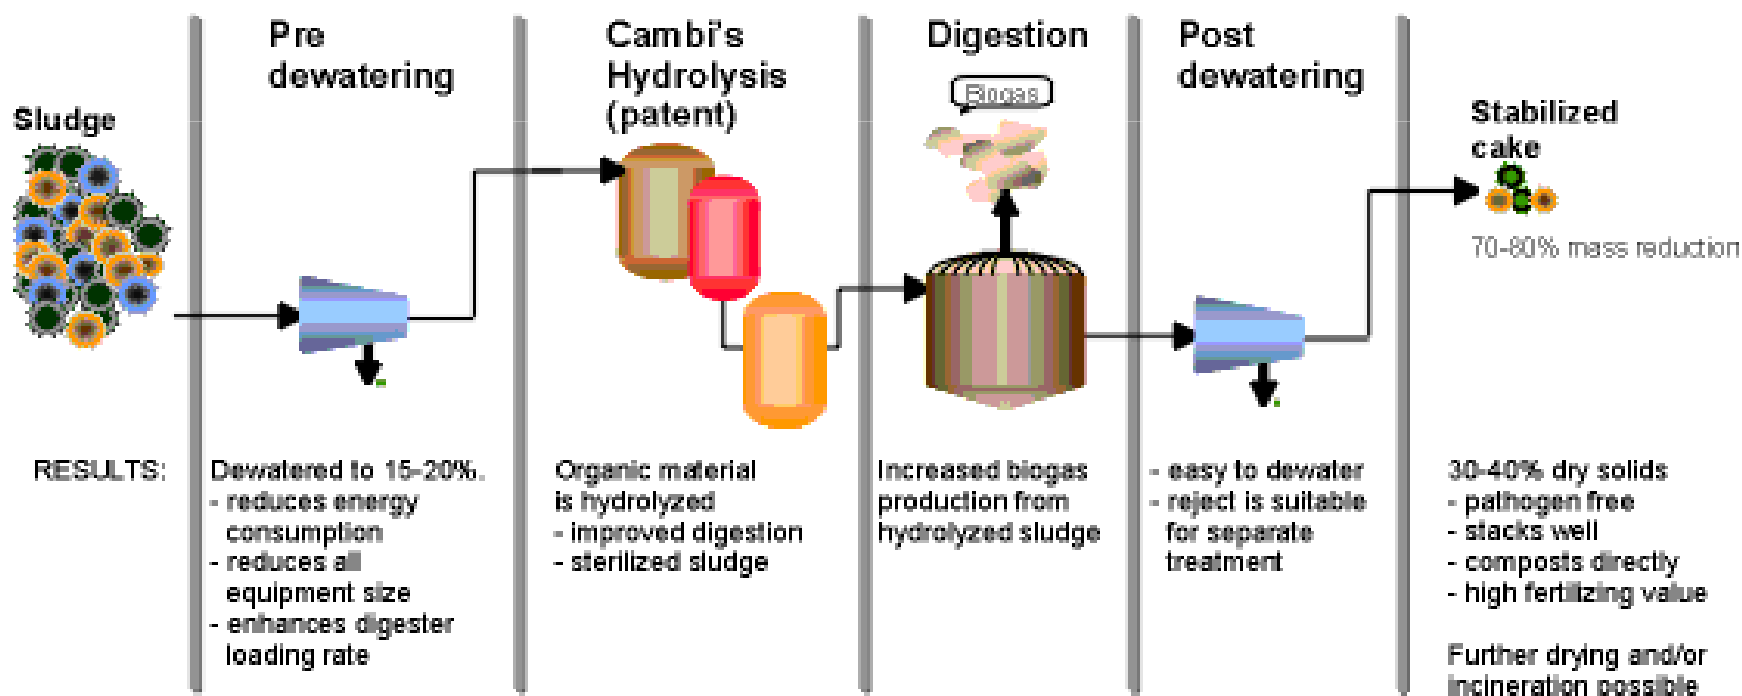 Sludge
Pre
dewatering
Cambi's
Hydrolysis
(patent)
Digestion
Biogas
Post
dewatering
Stabilized
cake
70-80% mass reduction
RESULTS:
Dewatered to 15-20%.
- reduces energy
consumption
- reduces all
equipment size
- enhances digester
loading rate
Organic material
is hydrolyzed
- improved digestion
- sterilized sludge
Increased biogas
production from
hydrolyzed sludge
- easy to dewater
- reject is suitable
for separate
treatment
30-40% dry solids
- pathogen free
- stacks well
- composts directly
- high fertilizing value
Further drying and/or
incineration possible